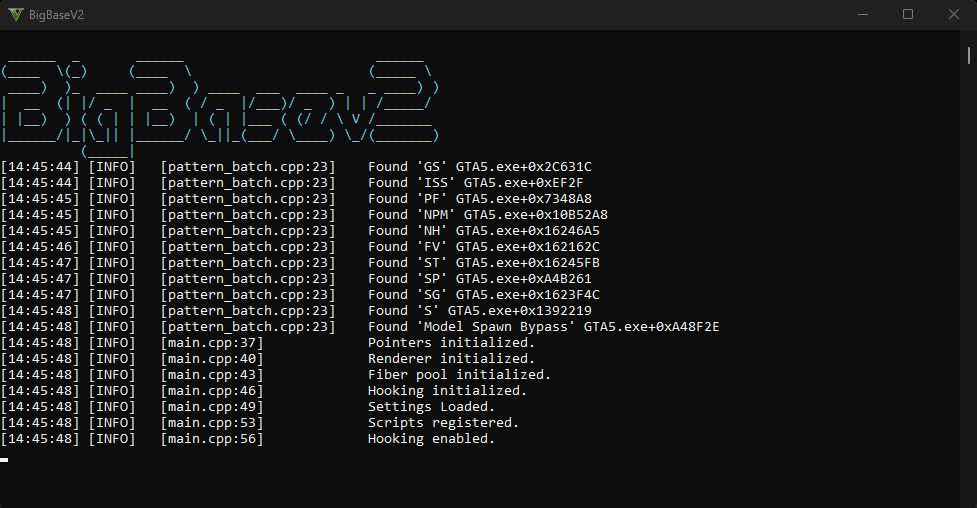 BigBaseV2
BigBaseV2
[14:45:44] [INFO] [pattern_batch.cpp:23] Found 'GS' GTA5.exe+0x2C631C
[14:45:44] [INFO] [pattern_batch.cpp:23] Found 'ISS' GTA5.exe+0xEF2F
[14:45:45] [INFO] [pattern_batch.cpp:23] Found 'PF' GTA5.exe+0x7348A8
[14:45:45] [INFO] [pattern_batch.cpp:23] Found 'NPM' GTA5.exe+0x10B52A8
[14:45:45] [INFO] [pattern_batch.cpp:23] Found 'NH' GTA5.exe+0x16246A5
[14:45:46] [INFO] [pattern_batch.cpp:23] Found 'FV' GTA5.exe+0x162162C
[14:45:47] [INFO] [pattern_batch.cpp:23] Found 'ST' GTA5.exe+0x16245FB
[14:45:47] [INFO] [pattern_batch.cpp:23] Found 'SP' GTA5.exe+0xA4B261
[14:45:47] [INFO] [pattern_batch.cpp:23] Found 'SG' GTA5.exe+0x1623F4C
[14:45:48] [INFO] [pattern_batch.cpp:23] Found 'S' GTA5.exe+0x1392219
[14:45:48] [INFO] [pattern_batch.cpp:23] Found 'Model Spawn Bypass' GTA5.exe+0xA48F2E
[14:45:48] [INFO] [main.cpp:37] Pointers initialized.
[14:45:48] [INFO] [main.cpp:40] Renderer initialized.
[14:45:48] [INFO] [main.cpp:43] Fiber pool initialized.
[14:45:48] [INFO] [main.cpp:46] Hooking initialized.
[14:45:48] [INFO] [main.cpp:49] Settings Loaded.
[14:45:48] [INFO] [main.cpp:53] Scripts registered.
[14:45:48] [INFO] [main.cpp:56] Hooking enabled.